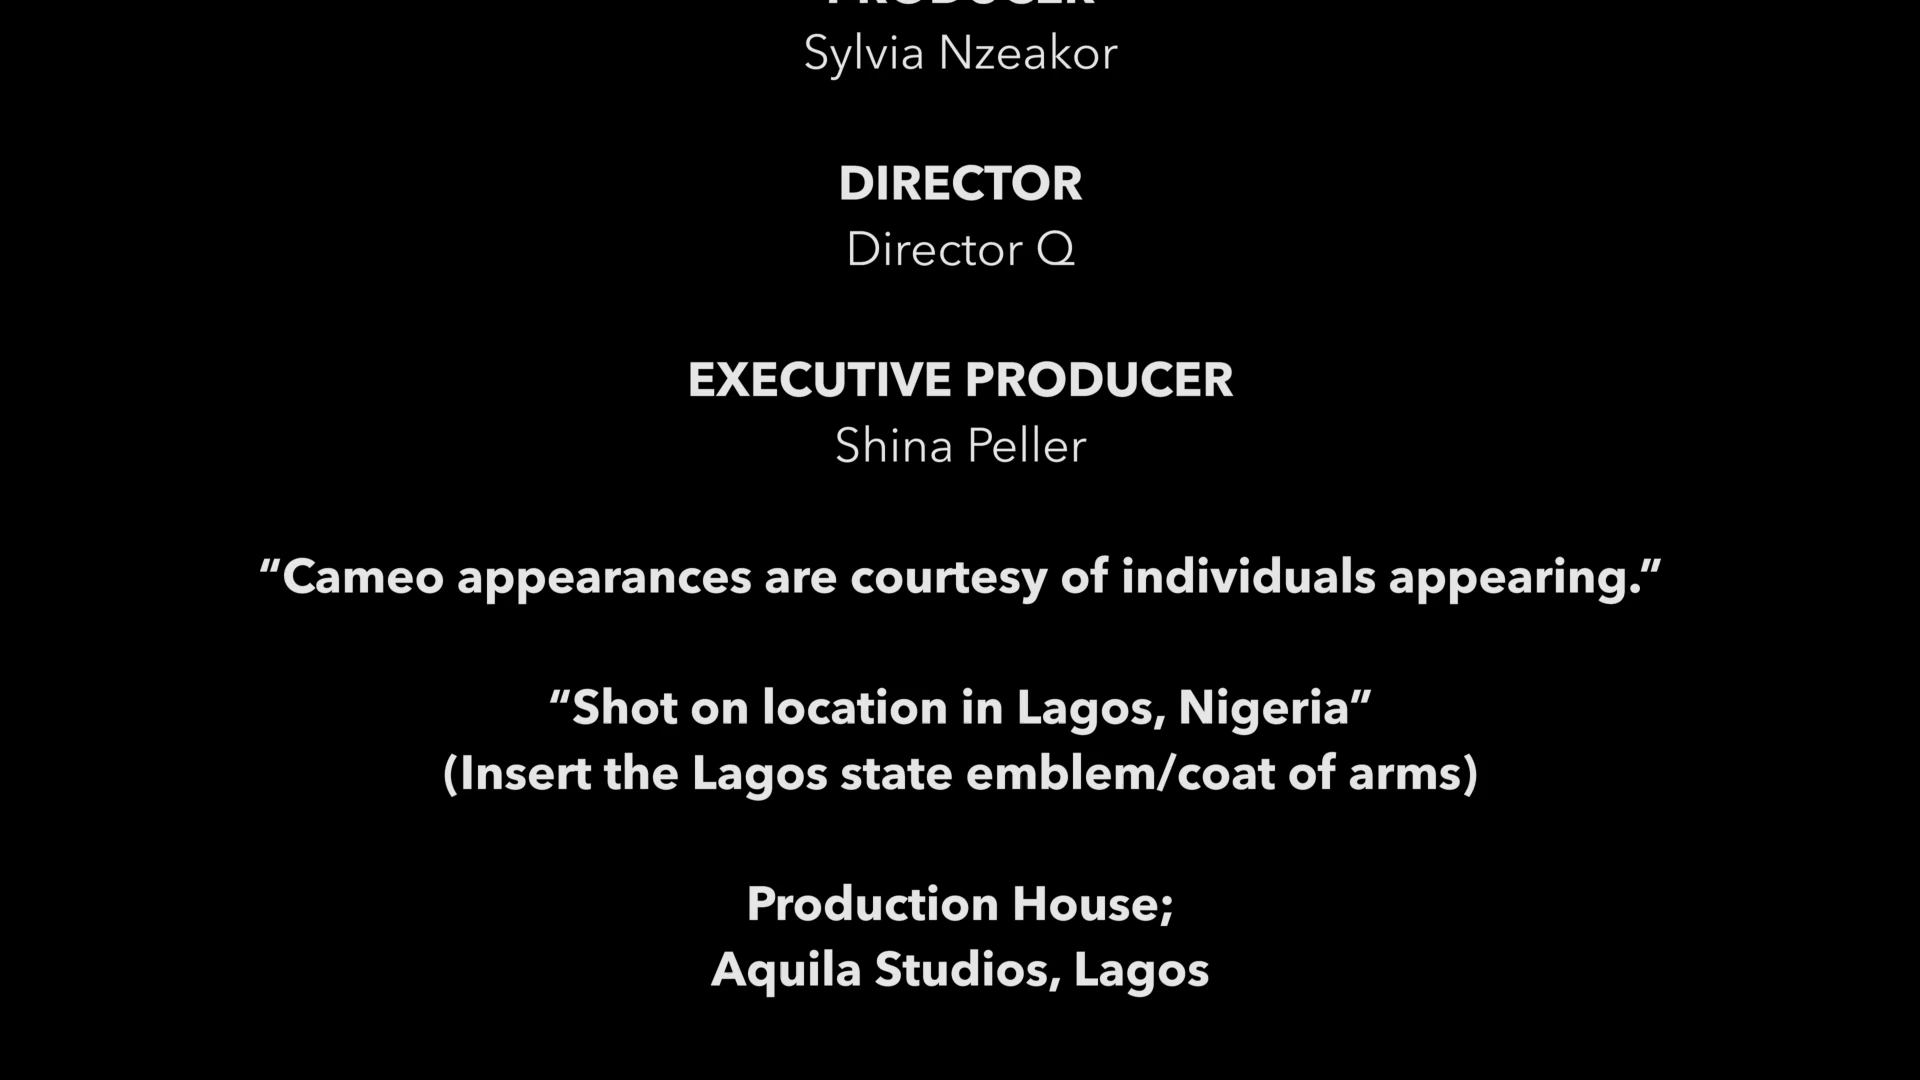 PRODUCER
Sylvia Nzeakor
DIRECTOR
Director Q
EXECUTIVE PRODUCER
Shina Peller
“Cameo appearances are courtesy of individuals appearing.”
“Shot on location in Lagos, Nigeria”
(Insert the Lagos state emblem/coat of arms)
Production House;
Aquila Studios, Lagos